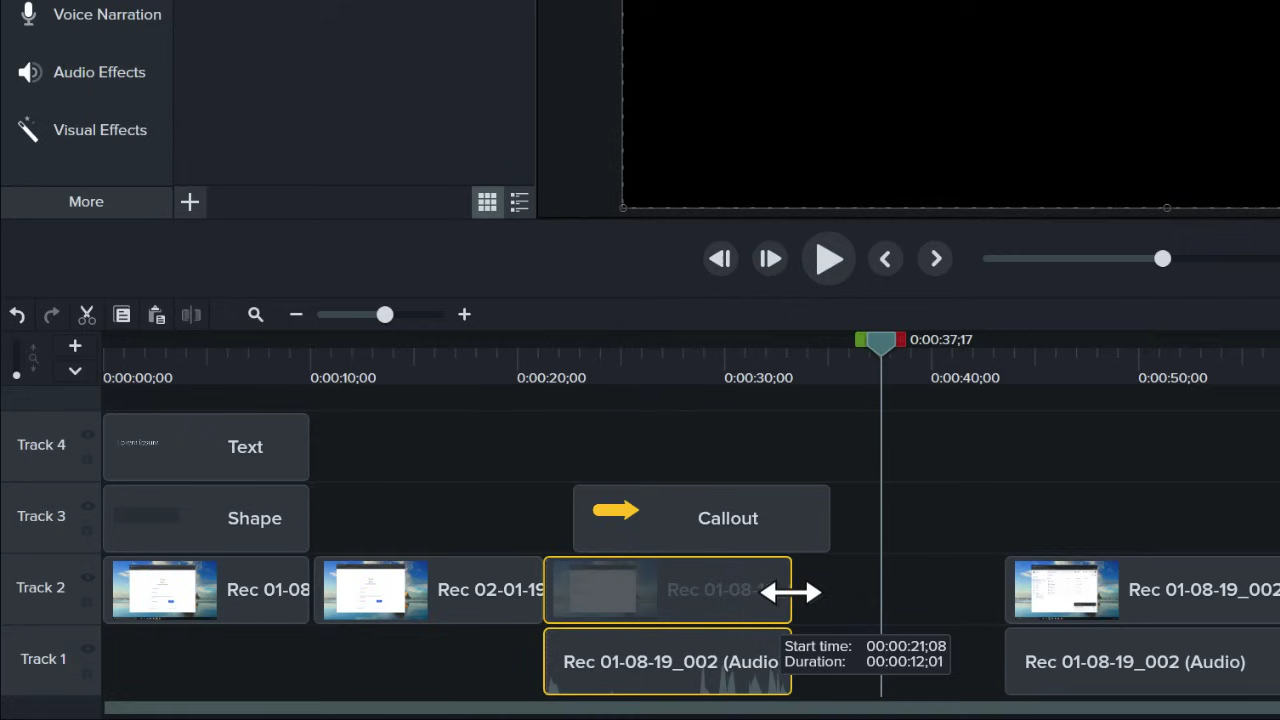 Voice Narration
Audio Effects
Visual Effects
More
0:00:37;17
0:00:00;00 0:00:10;00 0:00:20;00 0:00:30;00 0:00:40;00 0:00:50;00
Track 4 Text
Track 3 Shape Callout
Track 2 Rec 01-08 Rec 02-01-19 Rec 01-08- Rec 01-08-19_002
Track 1 Rec 01-08-19_002 (Audio Rec 01-08-19_002 (Audio)
Start time: 00:00:21;08
Duration: 00:00:12;01